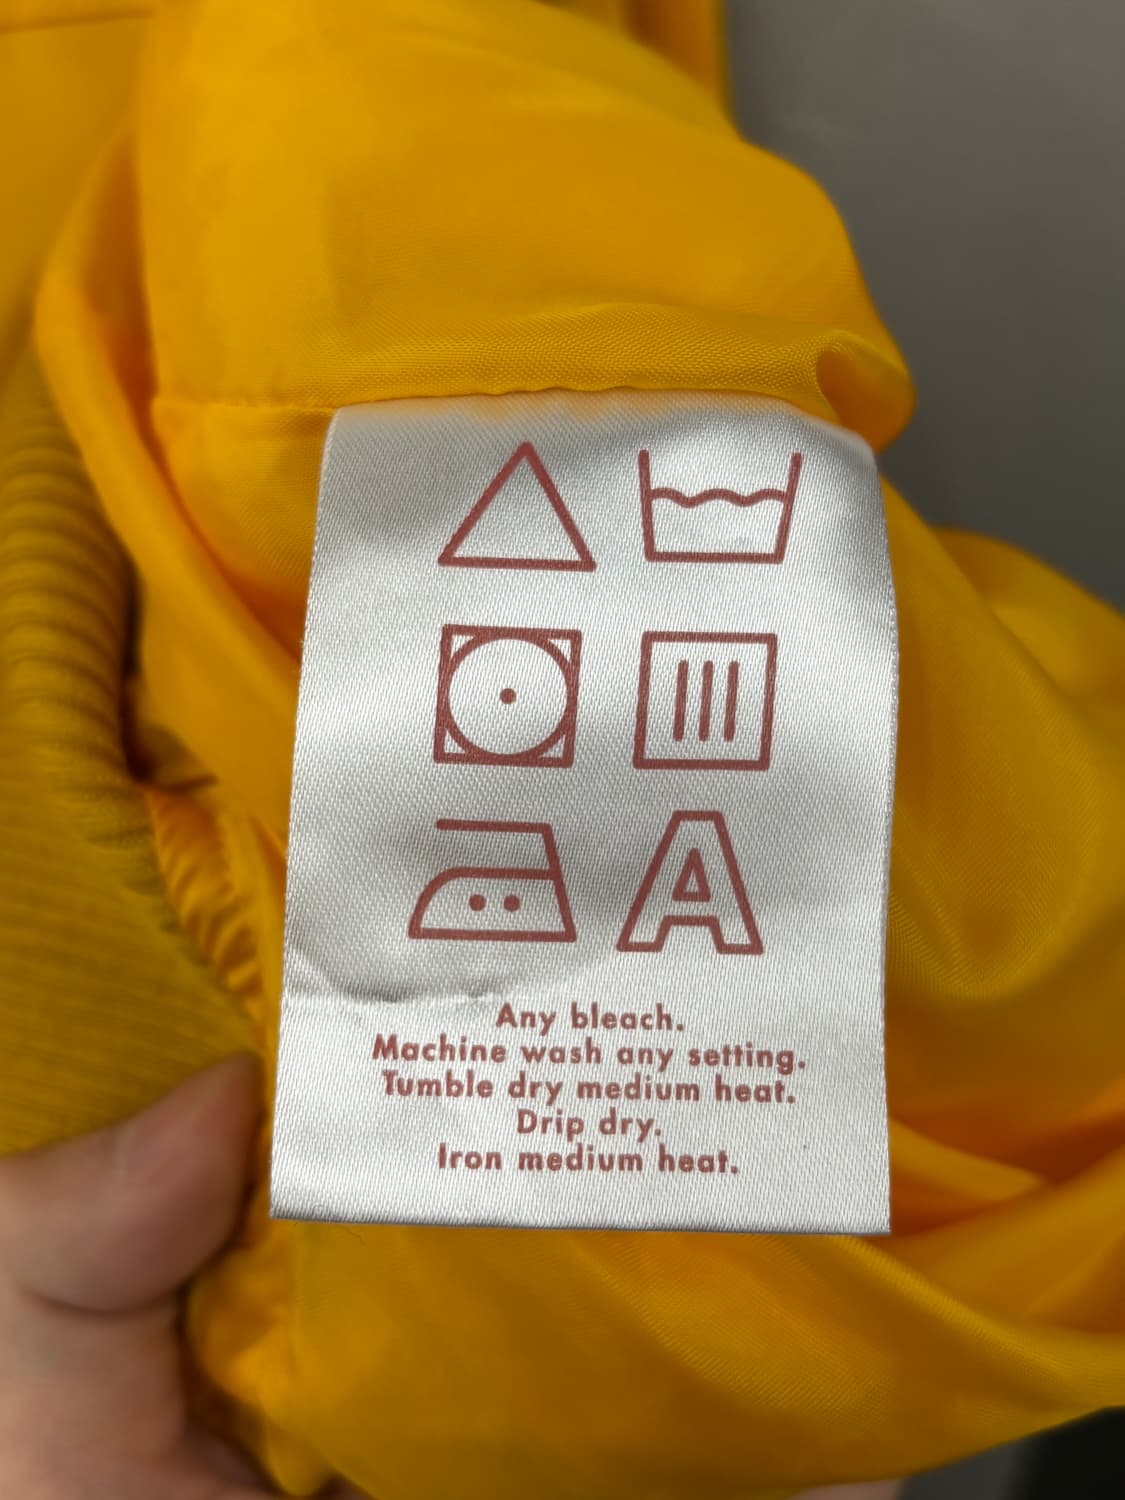 A
Any bleach.
Machine wash any setting.
Tumble dry medium heat.
Drip dry.
Iron medium heat.